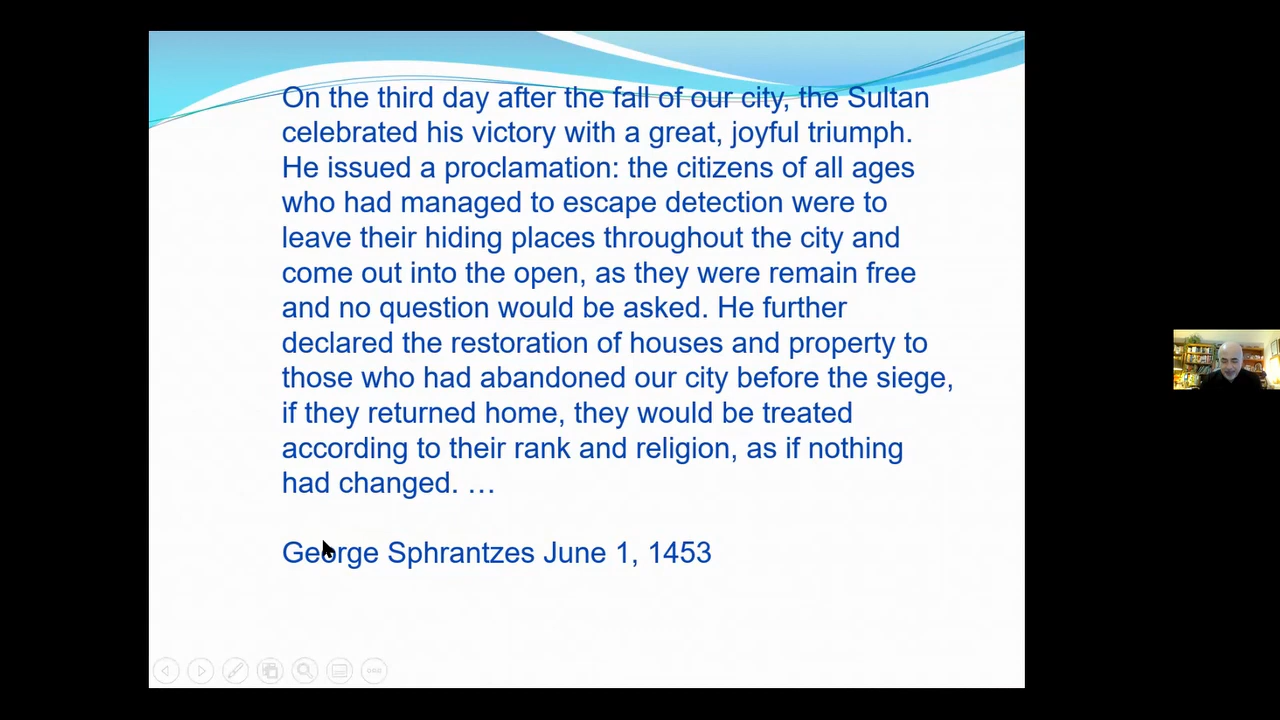 On the third day after the fall of our city, the Sultan
celebrated his victory with a great, joyful triumph.
He issued a proclamation: the citizens of all ages
who had managed to escape detection were to
leave their hiding places throughout the city and
come out into the open, as they were remain free
and no question would be asked. He further
declared the restoration of houses and property to
those who had abandoned our city before the siege,
if they returned home, they would be treated
according to their rank and religion, as if nothing
had changed. …
George Sphrantzes June 1, 1453